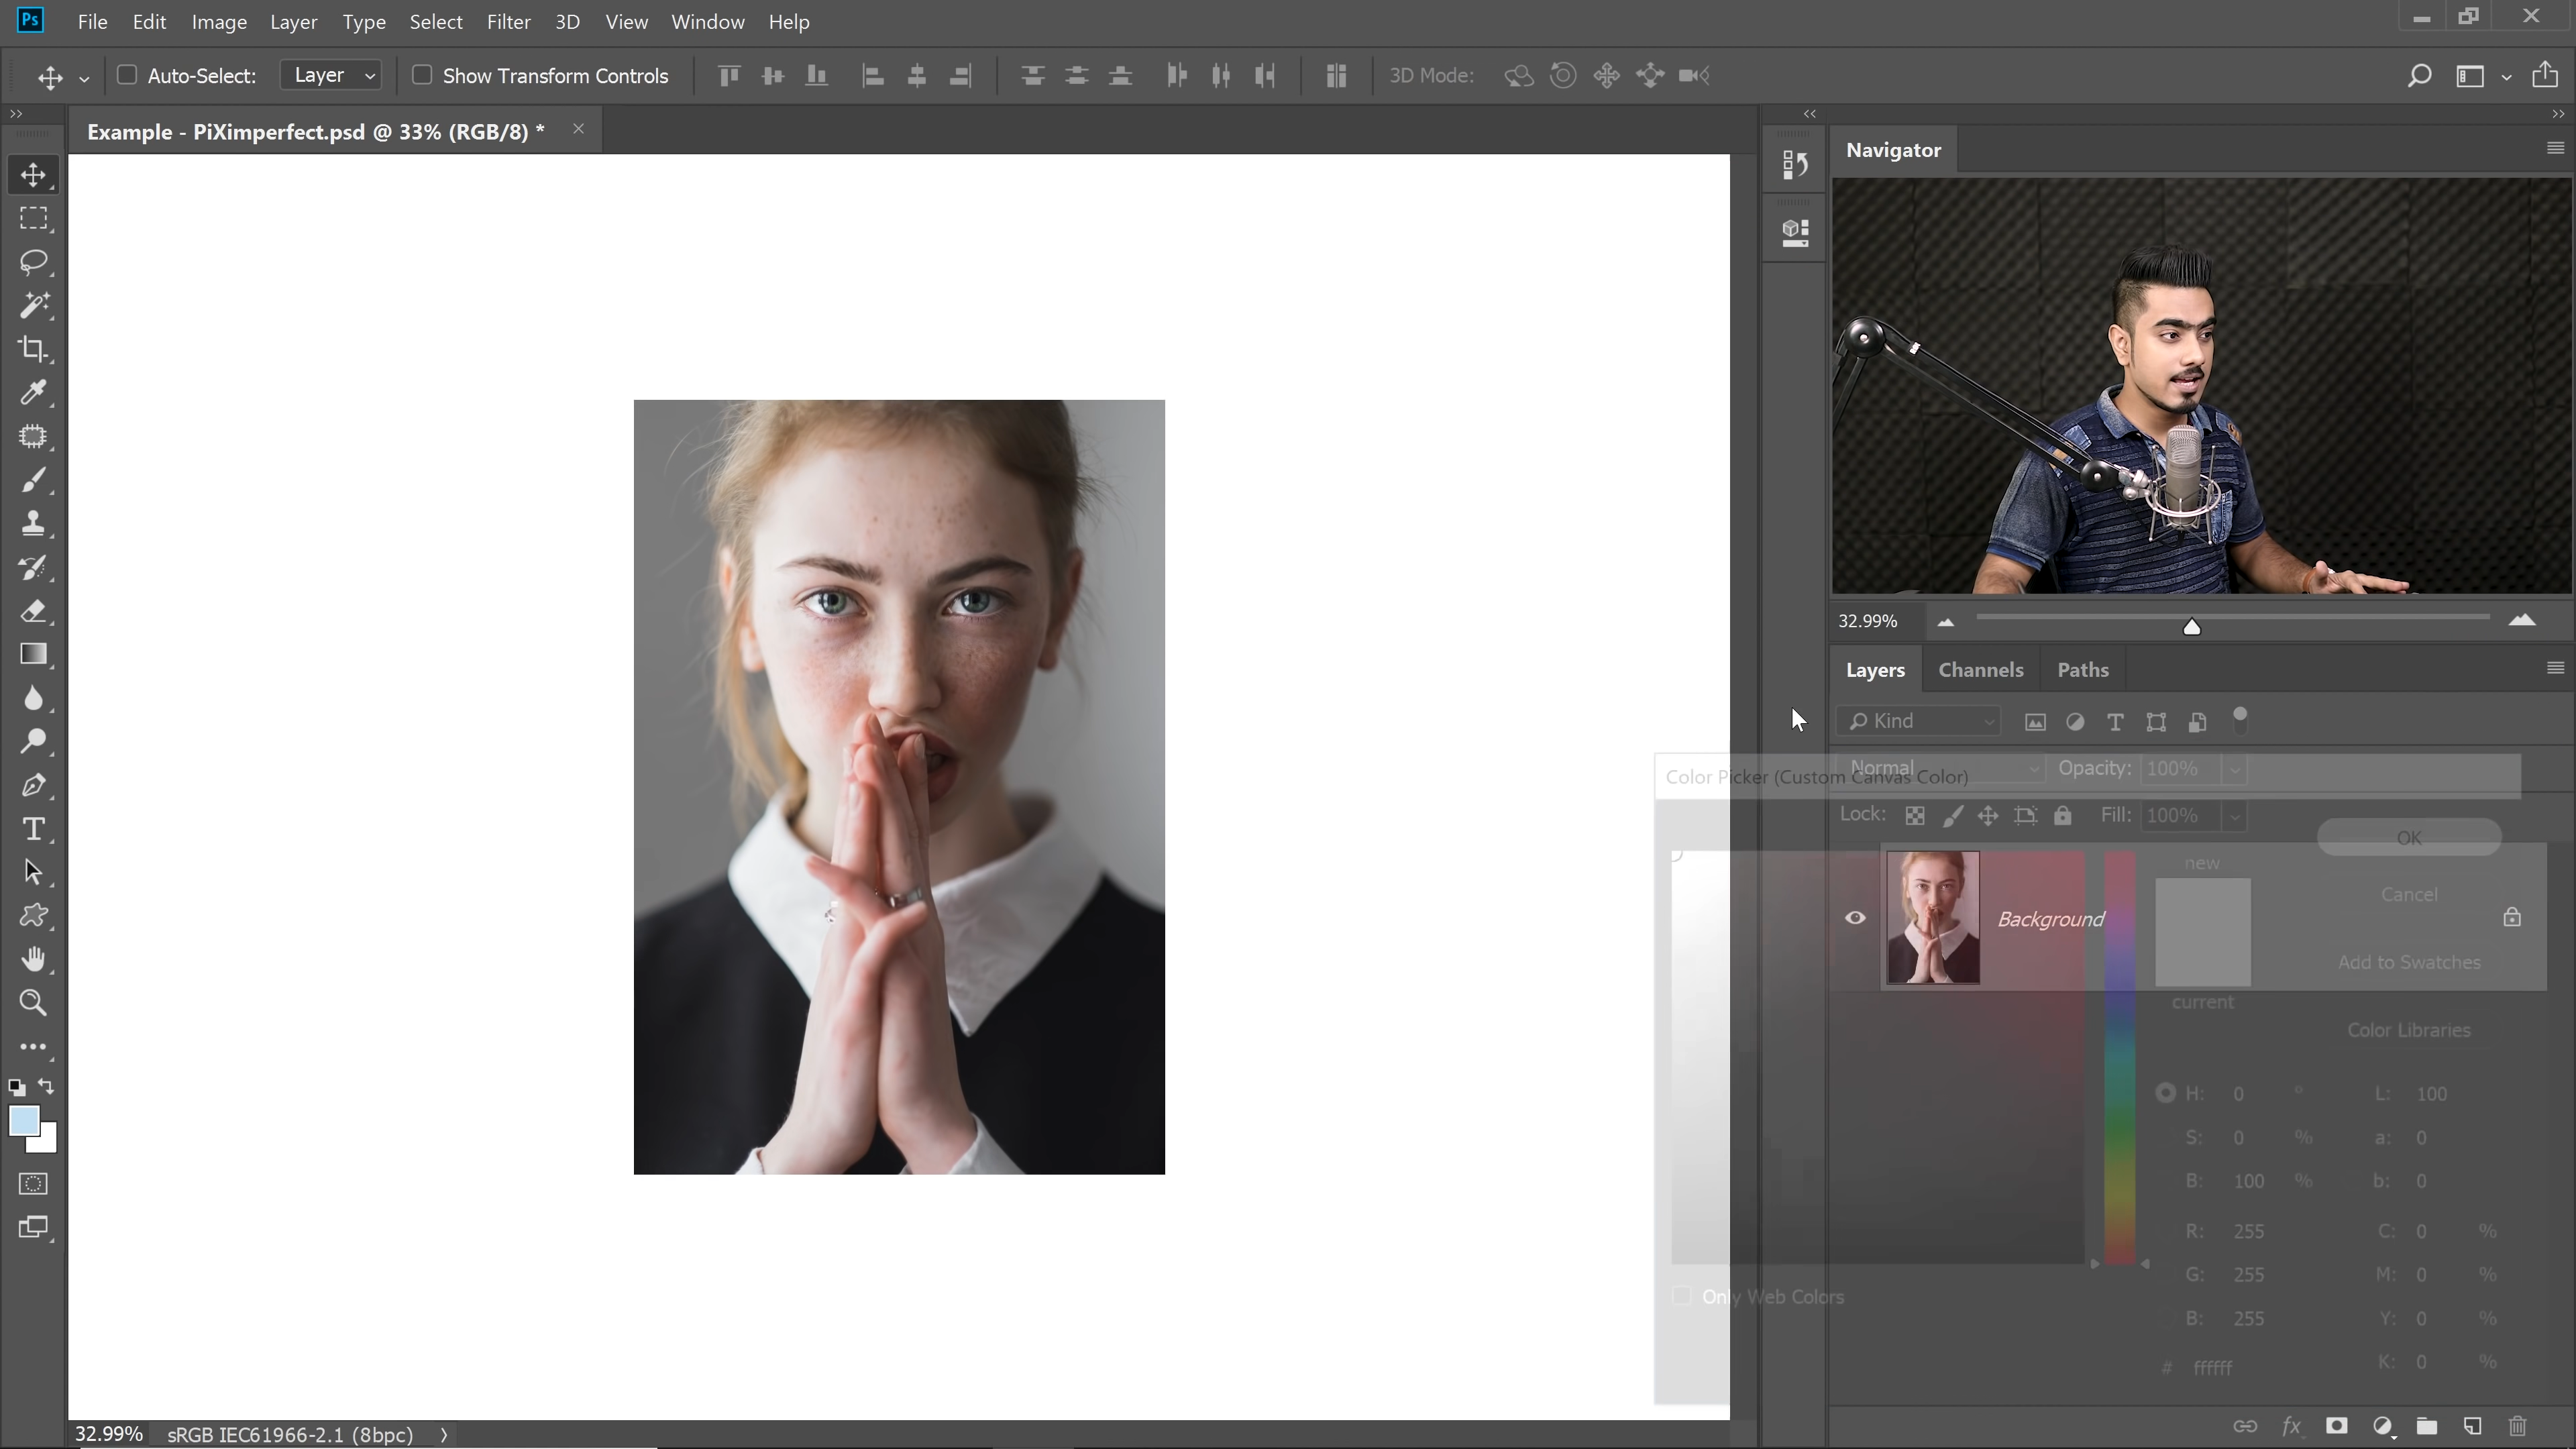 Ps File Edit Image Layer Type Select Filter 3D View Window Help
Auto-Select: Layer Show Transform Controls 3D Mode:
Example - PiXimperfect.psd @ 33% (RGB/8) *
Navigator
32.99%
Layers Channels Paths
Kind
Normal Opacity: 100%
Color Picker (Custom Canvas Color)
Lock: Fill: 100%
OK
new
Cancel
Background
Add to Swatches
current
Color Libraries
H: 0 ° L: 100
S: 0 % a: 0
B: 100 % b: 0
R: 255 C: 0 %
G: 255 M: 0 %
Only Web Colors
B: 255 Y: 0 %
# ffffff K: 0 %
fx
32.99% sRGB IEC61966-2.1 (8bpc)